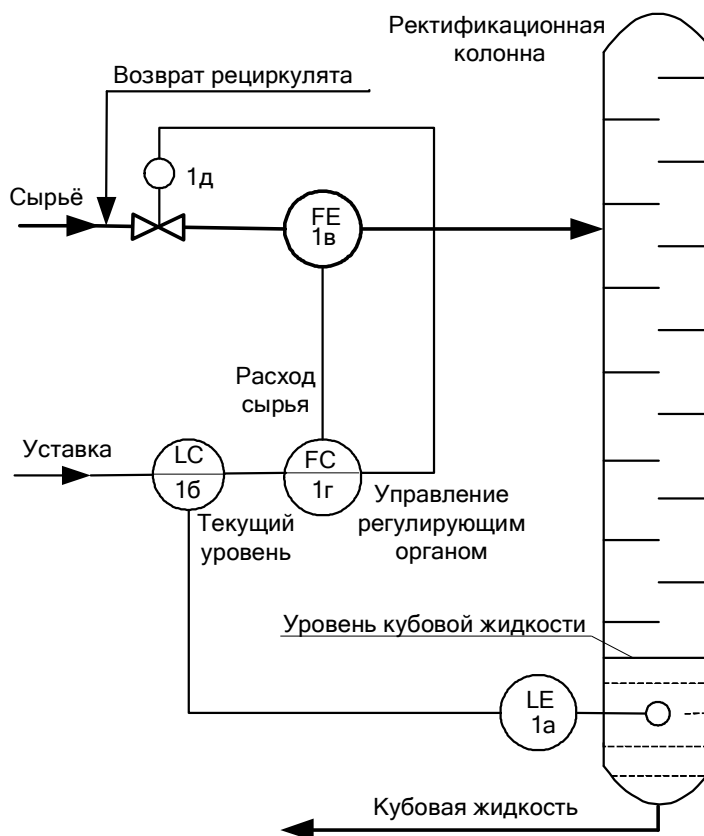 Ректификационная
колонна
Возврат рециркулята
1д
Сырьё
FE
1в
Расход
сырья
Уставка
LC
1б
FC
1г
Текущий
уровень
Управление
регулирующим
органом
Уровень кубовой жидкости
LE
1а
Кубовая жидкость